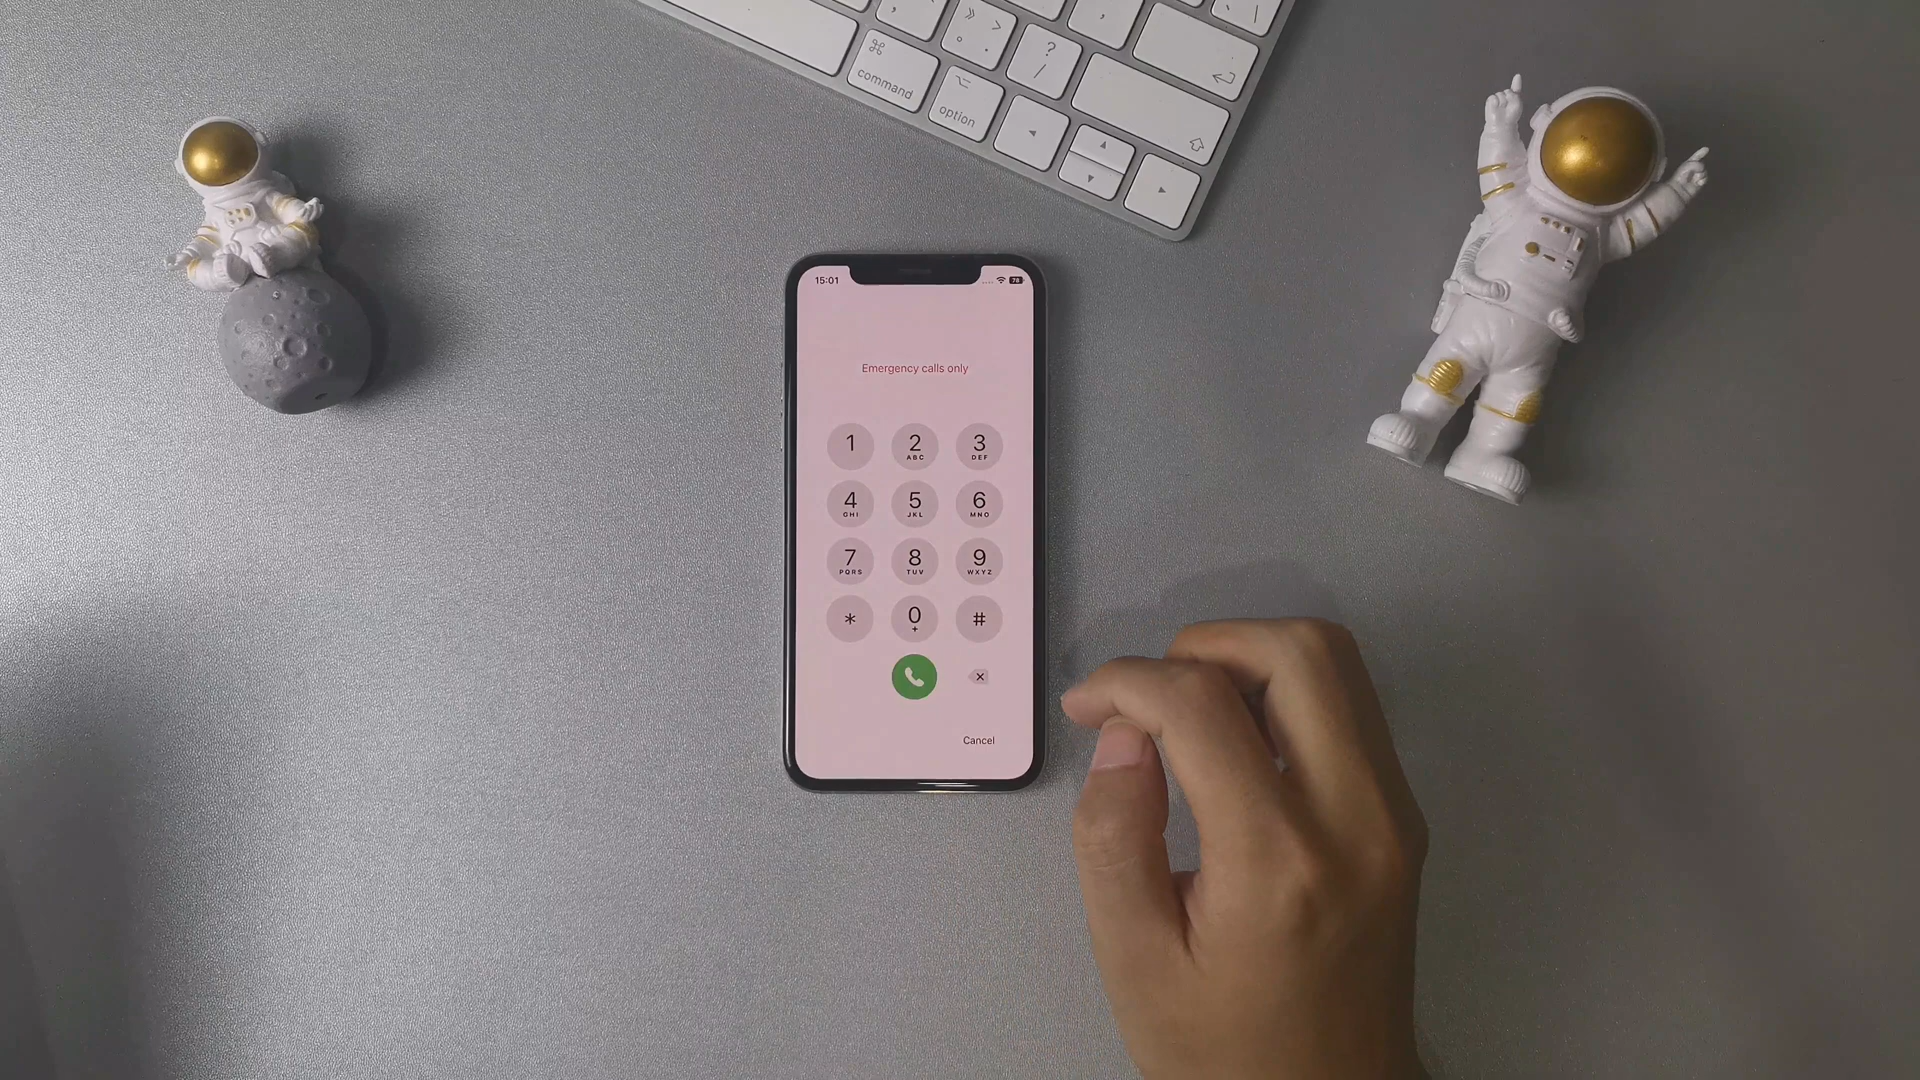 ⌘
command
⌥
option
?
/
15:01
78
Emergency calls only
1
2
ABC
3
DEF
4
GHI
5
JKL
6
MNO
7
PQRS
8
TUV
9
WXYZ
*
0
+
#
Cancel